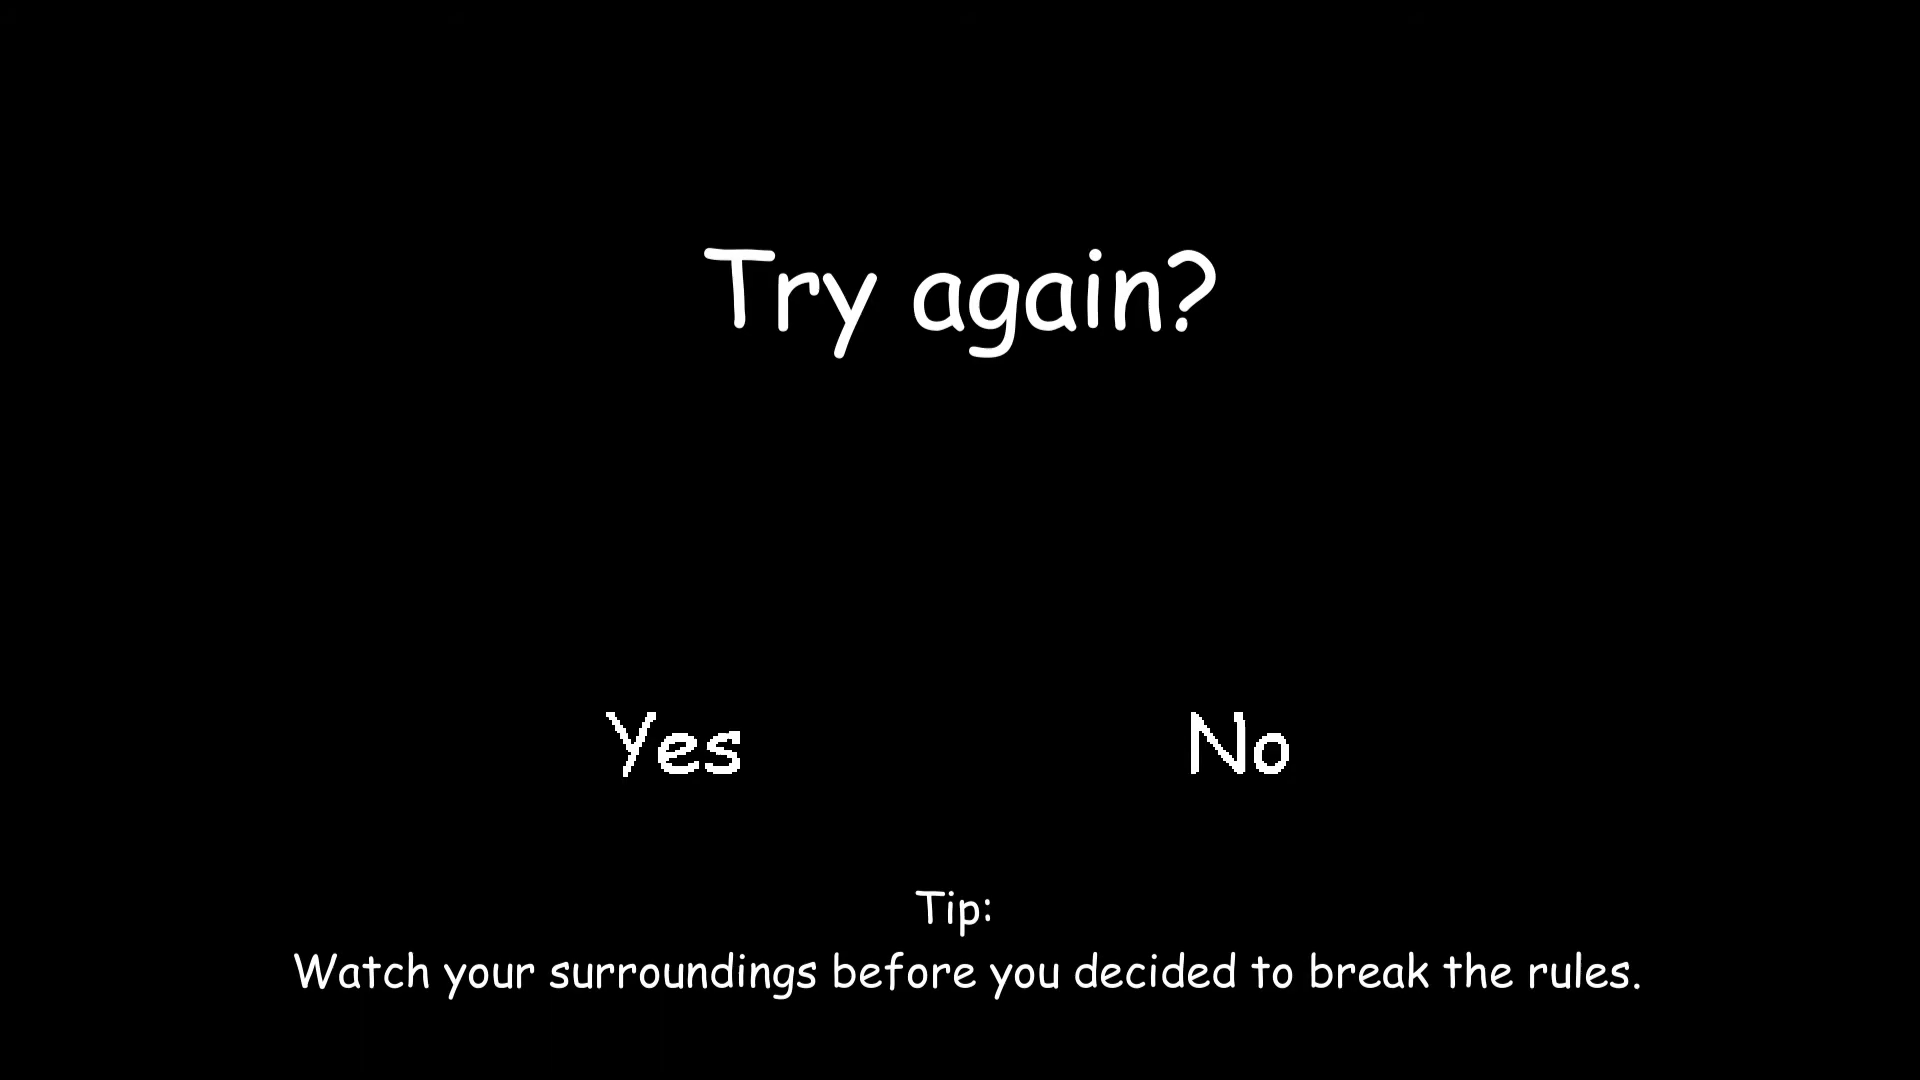 Try again?
Yes
No
Tip:
Watch your surroundings before you decided to break the rules.